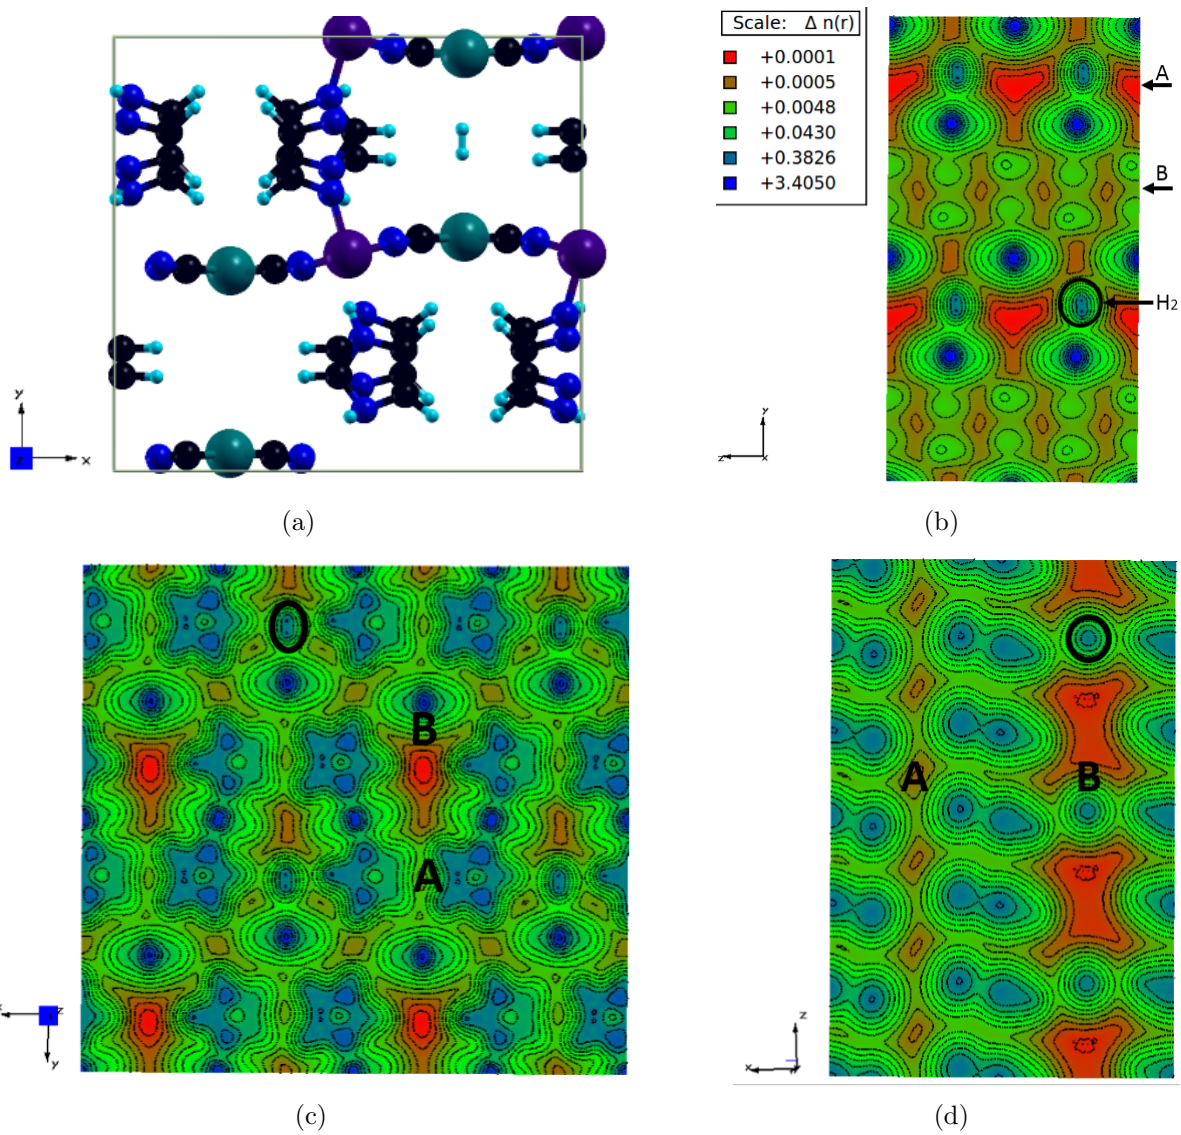 Scale: Δ n(r)
+0.0001
+0.0005
+0.0048
+0.0430
+0.3826
+3.4050
A
B
H2
y
z
x
y
z
x
(a)
(b)
O
B
A
x
z
y
O
A
B
z
x
y
(c)
(d)